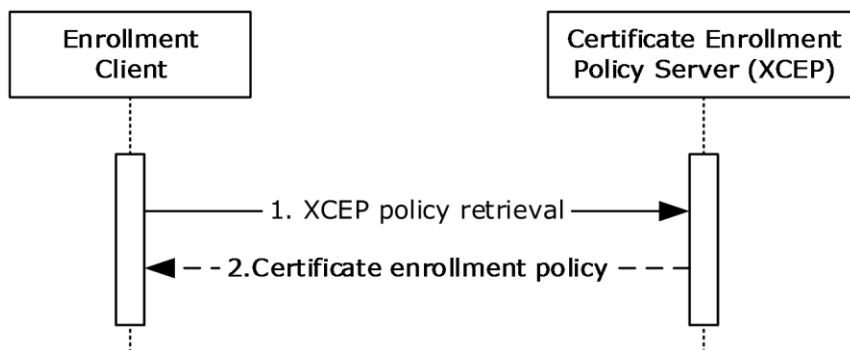 Enrollment
Client
Certificate Enrollment
Policy Server (XCEP)
1. XCEP policy retrieval
2.Certificate enrollment policy